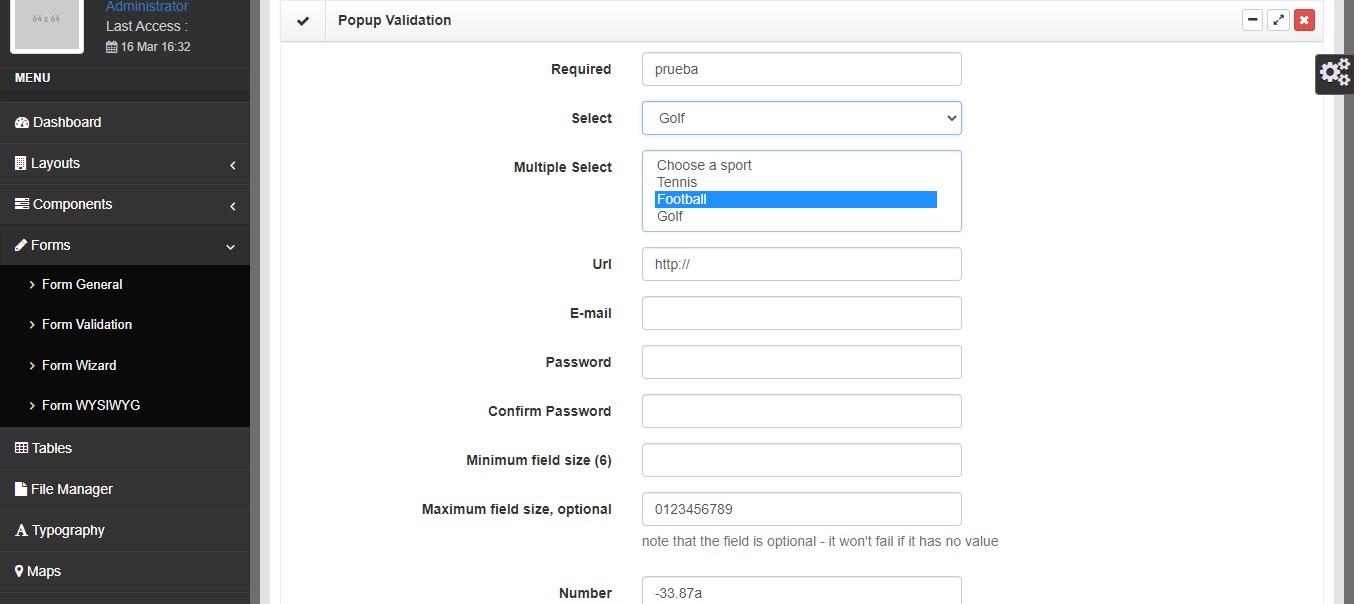 64 x 64
Administrator
Last Access :
16 Mar 16:32
MENU
Dashboard
Layouts
Components
Forms
Form General
Form Validation
Form Wizard
Form WYSIWYG
Tables
File Manager
Typography
Maps
Popup Validation
Required
prueba
Select
Golf
Multiple Select
Choose a sport
Tennis
Football
Golf
Url
http://
E-mail
Password
Confirm Password
Minimum field size (6)
Maximum field size, optional
0123456789
note that the field is optional - it won't fail if it has no value
Number
-33.87a